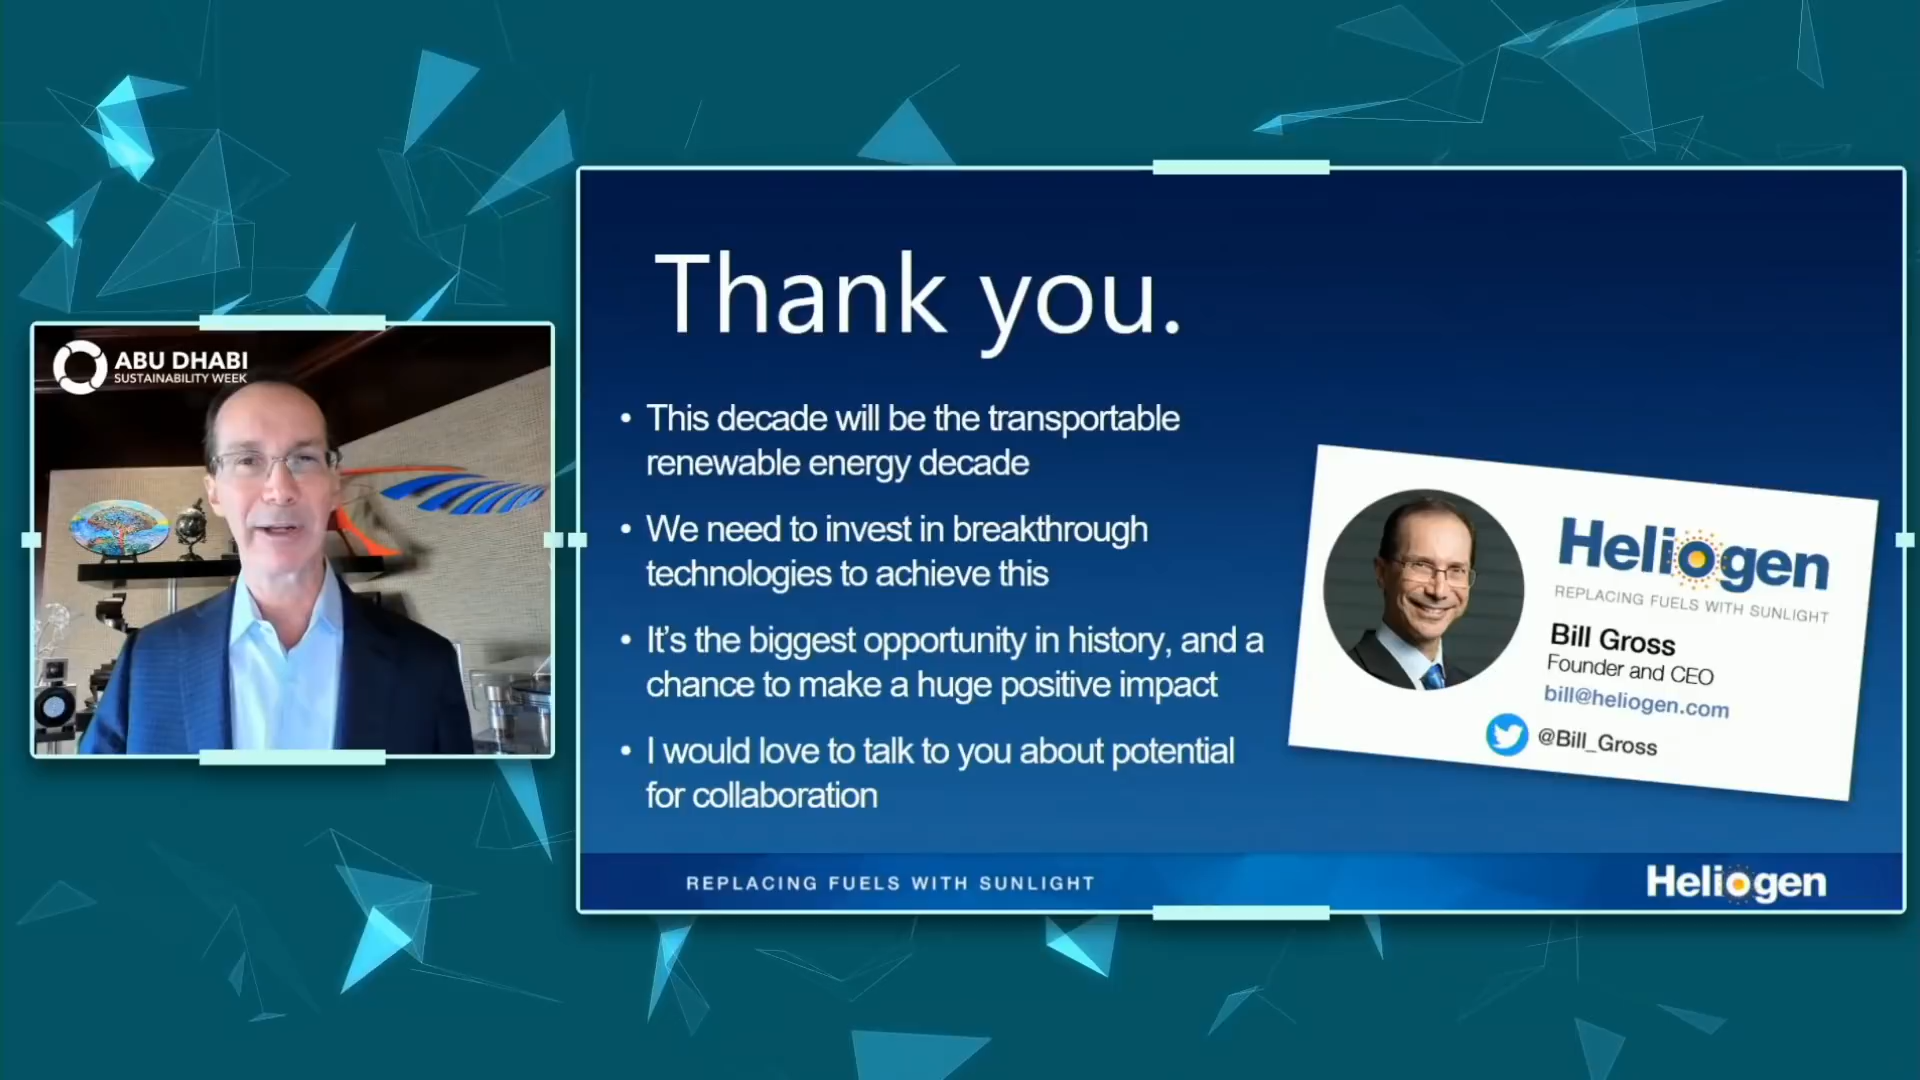 ABU DHABI
SUSTAINABILITY WEEK
Thank you.
• This decade will be the transportable
renewable energy decade
• We need to invest in breakthrough
technologies to achieve this
• It's the biggest opportunity in history, and a
chance to make a huge positive impact
• I would love to talk to you about potential
for collaboration
Heliogen
REPLACING FUELS WITH SUNLIGHT
Bill Gross
Founder and CEO
bill@heliogen.com
@Bill_Gross
REPLACING FUELS WITH SUNLIGHT
Heliogen